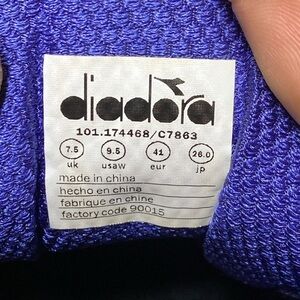 diadora
101.174468/C7863
7.5 9.5 41 26.0
uk usaw eur jp
made in china
hecho en china
fabrique en chine
factory code 90015